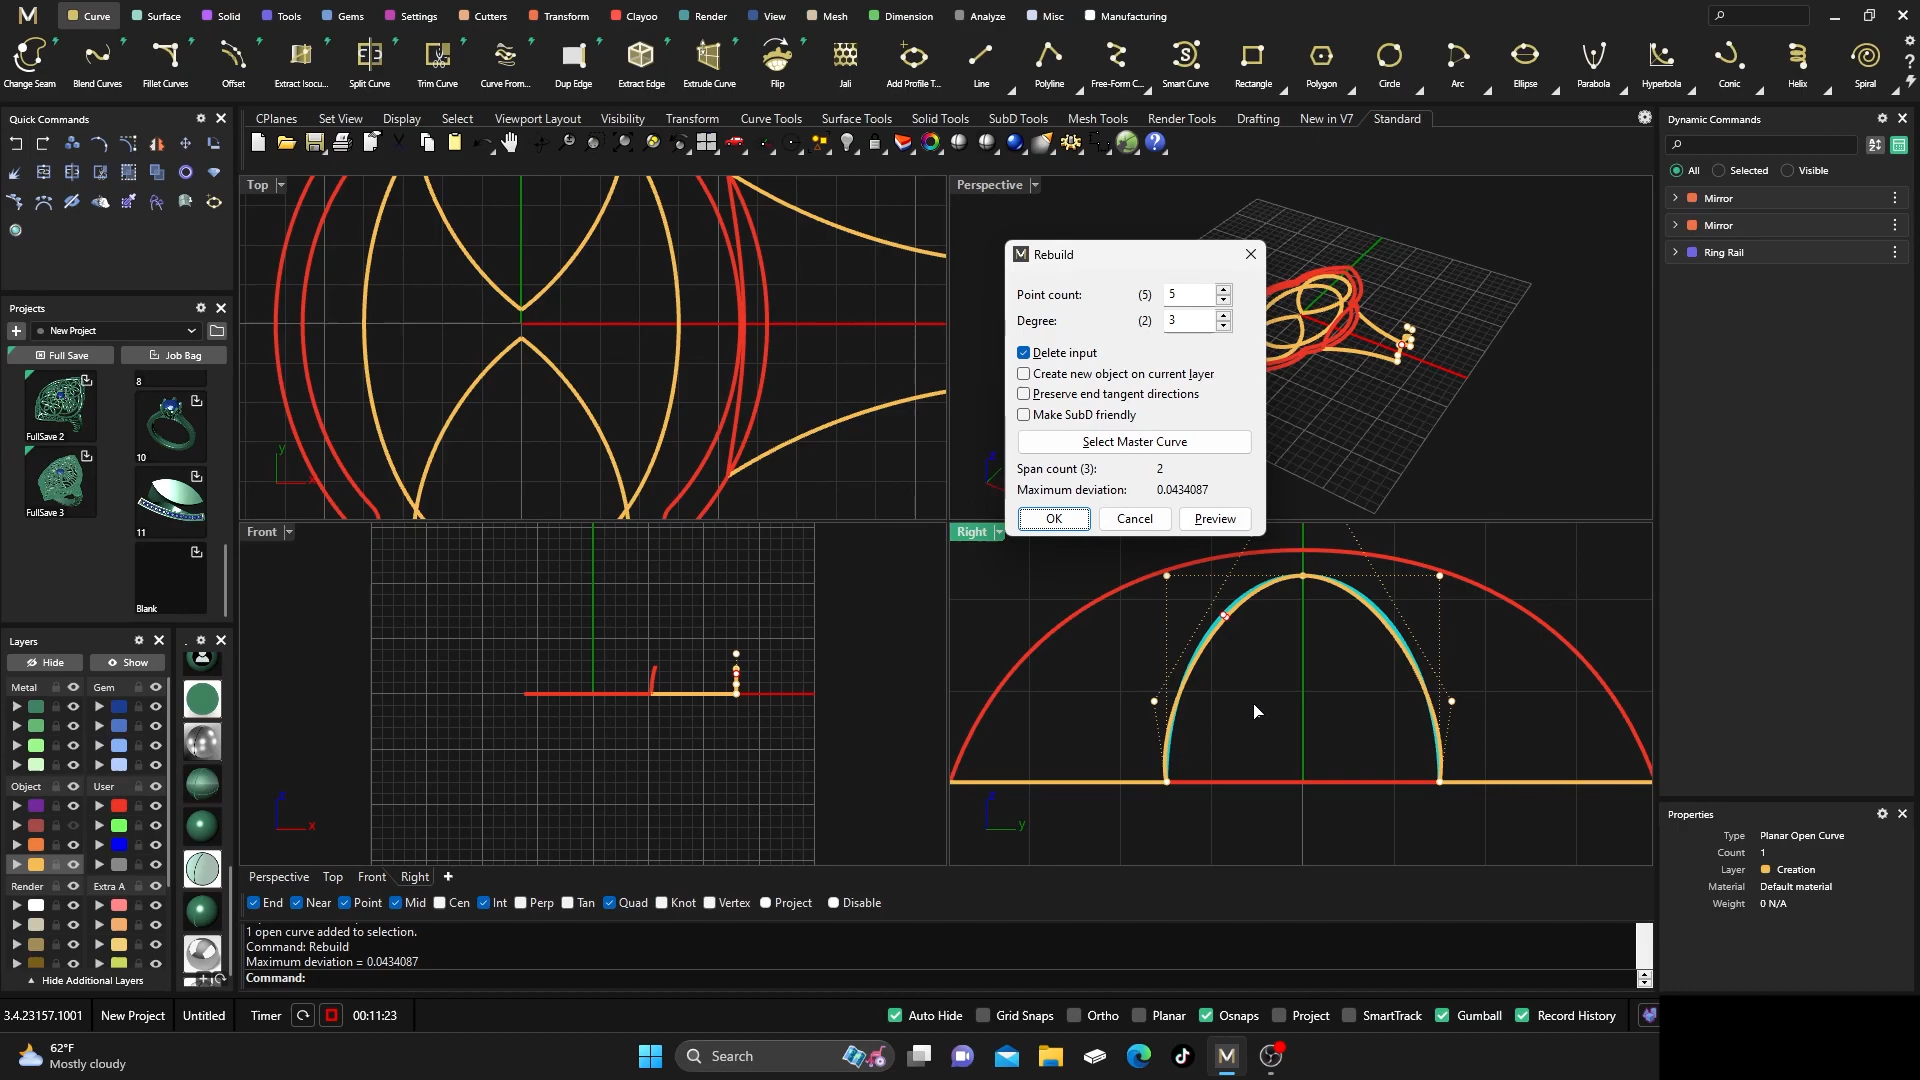 Curve
Surface
Solid
Tools
Gems
Settings
Cutters
Transform
Clayoo
Render
View
Mesh
Dimension
Analyze
Misc
Manufacturing
Change Seam
Blend Curves
Fillet Curves
Offset
Extract Isocu...
Split Curve
Trim Curve
Curve From...
Dup Edge
Extract Edge
Extrude Curve
Flip
Jali
Add Profile T...
Line
Polyline
Free-Form C...
Smart Curve
Rectangle
Polygon
Circle
Arc
Ellipse
Parabola
Hyperbola
Conic
Helix
Spiral
Quick Commands
CPlanes
Set View
Display
Select
Viewport Layout
Visibility
Transform
Curve Tools
Surface Tools
Solid Tools
SubD Tools
Mesh Tools
Render Tools
Drafting
New in V7
Standard
Dynamic Commands
All
Selected
Visible
Mirror
Mirror
Ring Rail
Projects
New Project
Full Save
Job Bag
FullSave 2
FullSave 3
8
10
11
Blank
Top
y
x
Perspective
Front
z
x
Right
z
y
Rebuild
Point count: (5) 5
Degree: (2) 3
Delete input
Create new object on current layer
Preserve end tangent directions
Make SubD friendly
Select Master Curve
Span count (3): 2
Maximum deviation: 0.0434087
OK
Cancel
Preview
Layers
Hide
Show
Metal
Gem
Object
User
Render
Extra A
Hide Additional Layers
Properties
Type Planar Open Curve
Count 1
Layer Creation
Material Default material
Weight 0 N/A
Perspective
Top
Front
Right
End
Near
Point
Mid
Cen
Int
Perp
Tan
Quad
Knot
Vertex
Project
Disable
1 open curve added to selection.
Command: Rebuild
Maximum deviation = 0.0434087
Command:
3.4.23157.1001
New Project
Untitled
Timer
00:11:23
Auto Hide
Grid Snaps
Ortho
Planar
Osnaps
Project
SmartTrack
Gumball
Record History
62°F
Mostly cloudy
Search